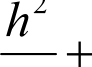 h² +